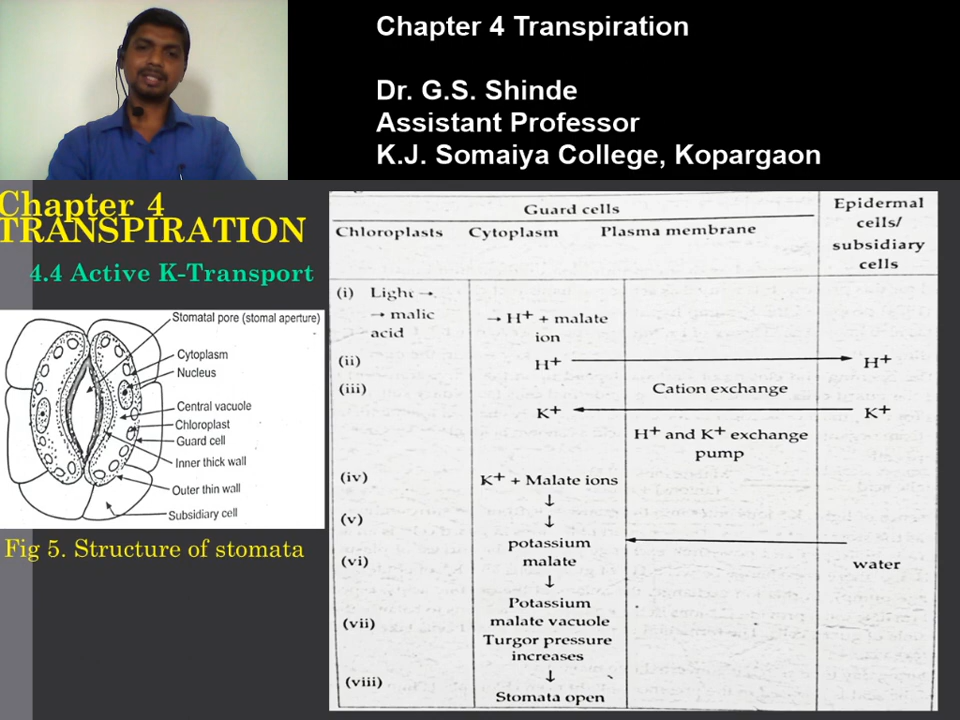 Chapter 4 Transpiration
Dr. G.S. Shinde
Assistant Professor
K.J. Somaiya College, Kopargaon
Chapter 4
TRANSPIRATION
4.4 Active K-Transport
Stomatal pore (stomal aperture)
Cytoplasm
Nucleus
Central vacuole
Chloroplast
Guard cell
Inner thick wall
Outer thin wall
Subsidiary cell
Fig 5. Structure of stomata
Guard cells
Epidermal
cells/
subsidiary
cells
Chloroplasts Cytoplasm Plasma membrane
(i) Light →
→ malic
acid
→ H+ + malate
ion
(ii) H+ → H+
(iii) Cation exchange
K+ ← K+
H+ and K+ exchange
pump
(iv) K+ + Malate ions
↓
(v) ↓
potassium
(vi) malate water
↓
Potassium
(vii) malate vacuole
Turgor pressure
increases
↓
(viii) Stomata open